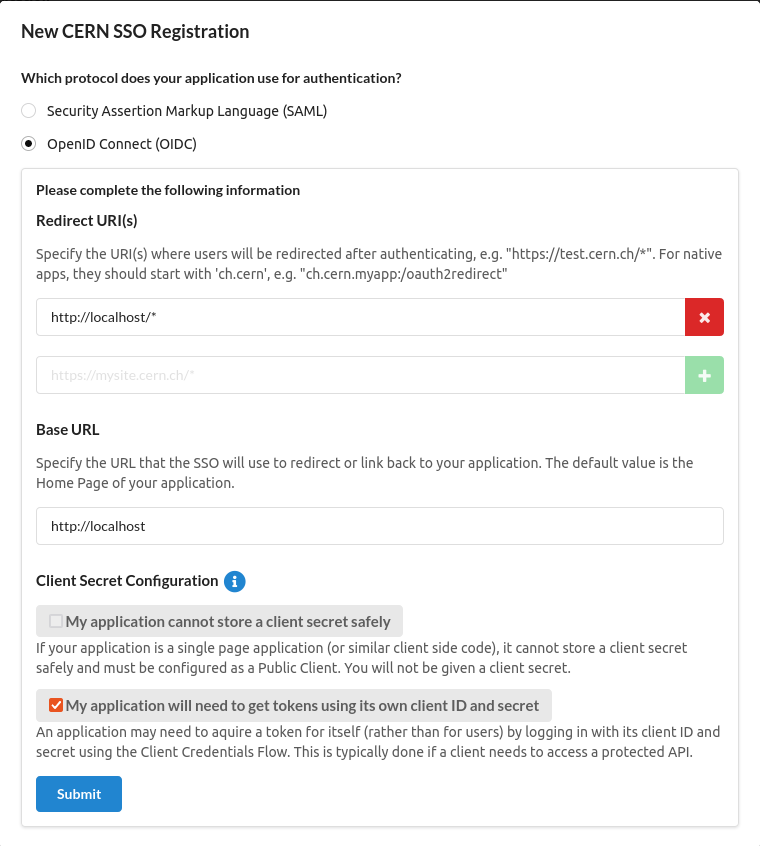 New CERN SSO Registration
Which protocol does your application use for authentication?
Security Assertion Markup Language (SAML)
OpenID Connect (OIDC)
Please complete the following information
Redirect URI(s)
Specify the URI(s) where users will be redirected after authenticating, e.g. "https://test.cern.ch/*". For native
apps, they should start with 'ch.cern', e.g. "ch.cern.myapp:/oauth2redirect"
http://localhost/*
https://mysite.cern.ch/*
Base URL
Specify the URL that the SSO will use to redirect or link back to your application. The default value is the
Home Page of your application.
http://localhost
Client Secret Configuration
My application cannot store a client secret safely
If your application is a single page application (or similar client side code), it cannot store a client secret
safely and must be configured as a Public Client. You will not be given a client secret.
My application will need to get tokens using its own client ID and secret
An application may need to aquire a token for itself (rather than for users) by logging in with its client ID and
secret using the Client Credentials Flow. This is typically done if a client needs to access a protected API.
Submit